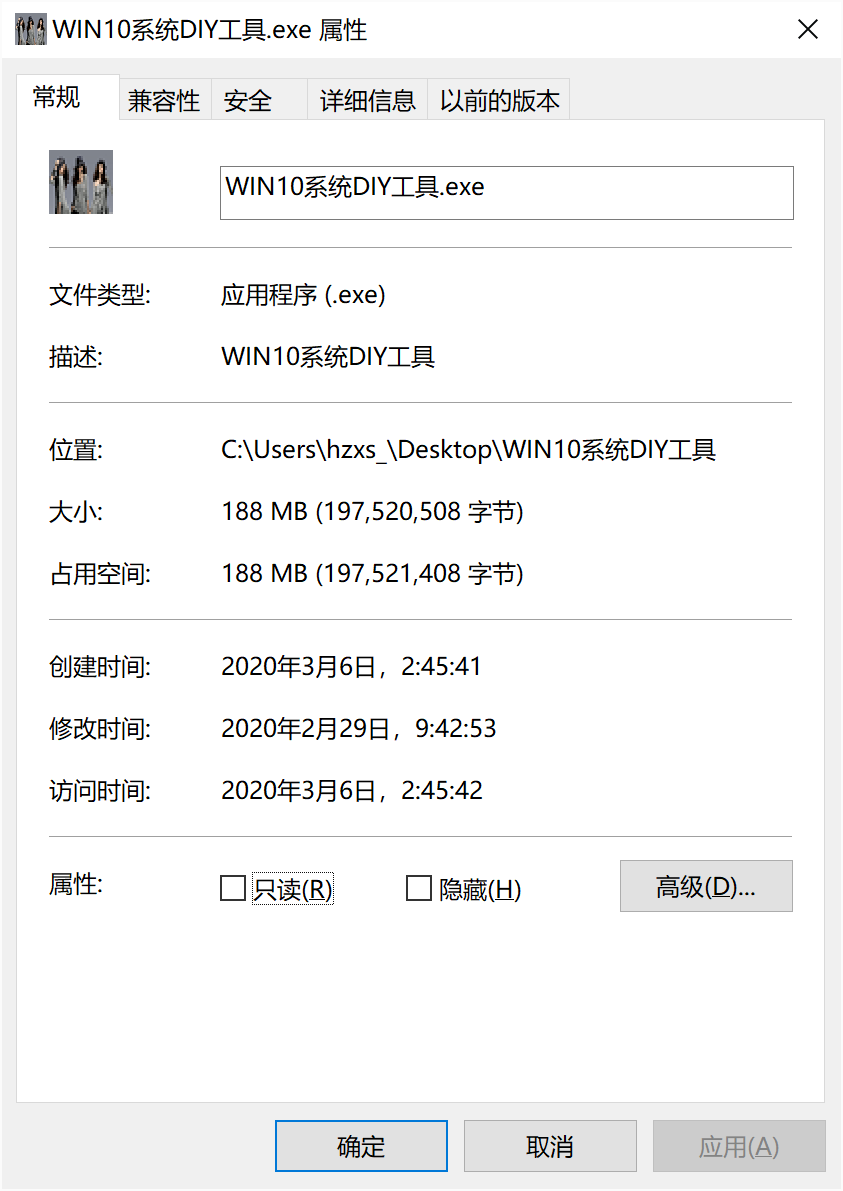 WIN10系统DIY工具.exe 属性
常规 兼容性 安全 详细信息 以前的版本
WIN10系统DIY工具.exe
文件类型: 应用程序 (.exe)
描述: WIN10系统DIY工具
位置: C:\Users\hzxs_\Desktop\WIN10系统DIY工具
大小: 188 MB (197,520,508 字节)
占用空间: 188 MB (197,521,408 字节)
创建时间: 2020年3月6日，2:45:41
修改时间: 2020年2月29日，9:42:53
访问时间: 2020年3月6日，2:45:42
属性: 只读(R) 隐藏(H) 高级(D)...
确定 取消 应用(A)